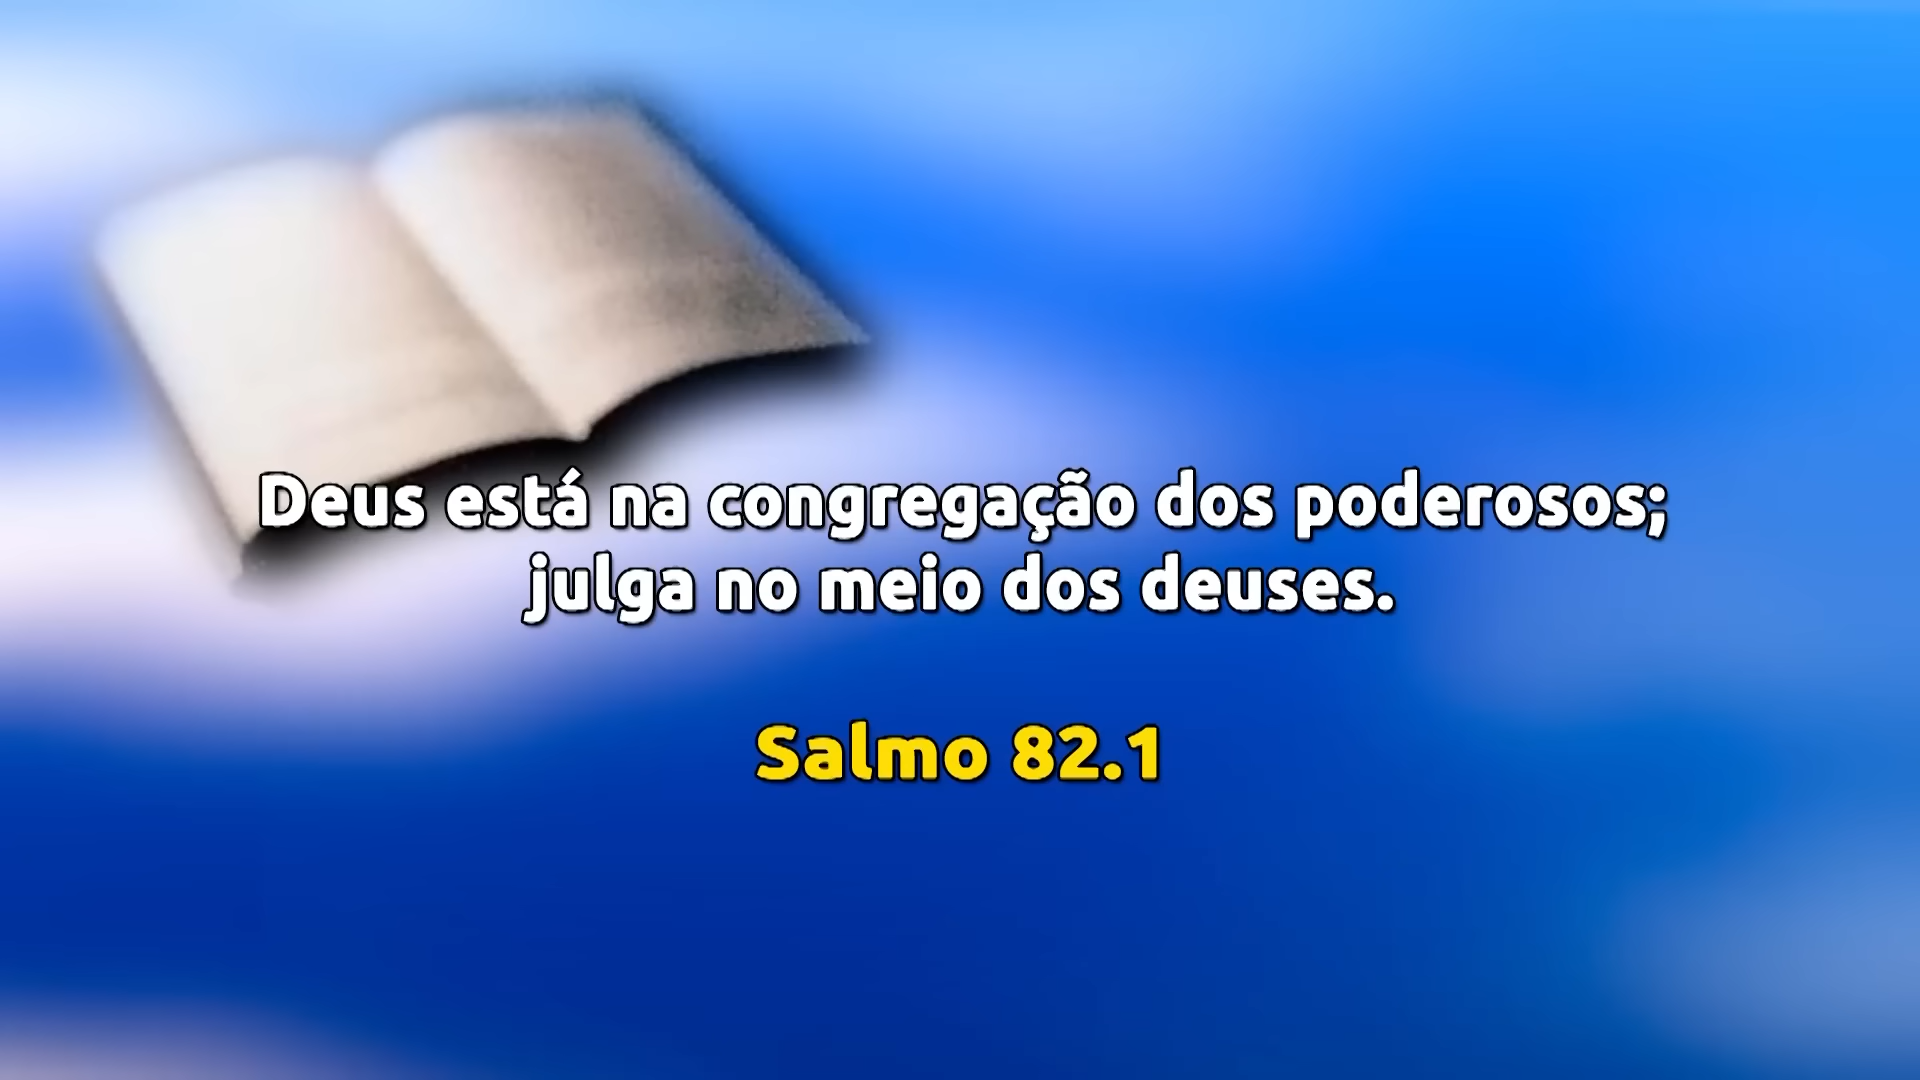 Deus está na congregação dos poderosos;
julga no meio dos deuses.
Salmo 82.1